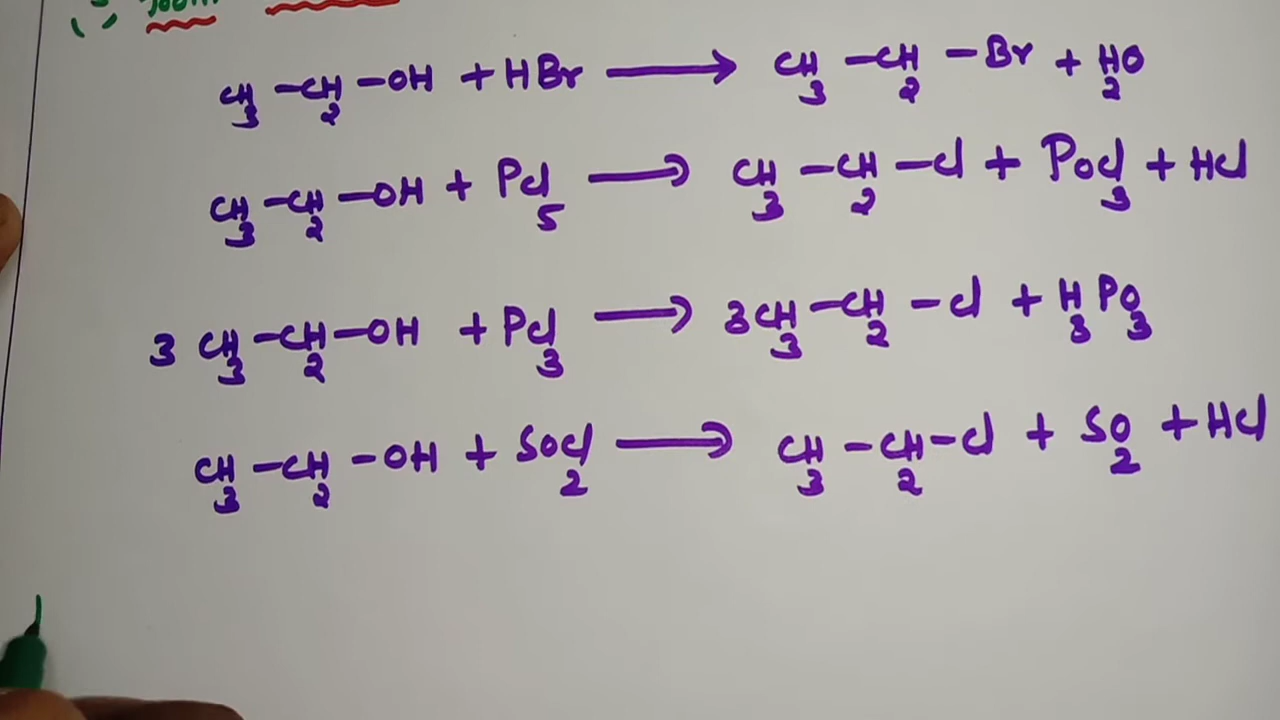 CH₃-CH₂-OH + HBr ⟶ CH₃-CH₂-Br + H₂O
CH₃-CH₂-OH + PCl₅ ⟶ CH₃-CH₂-Cl + POCl₃ + HCl
3 CH₃-CH₂-OH + PCl₃ ⟶ 3CH₃-CH₂-Cl + H₃PO₃
CH₃-CH₂-OH + SOCl₂ ⟶ CH₃-CH₂-Cl + SO₂ + HCl